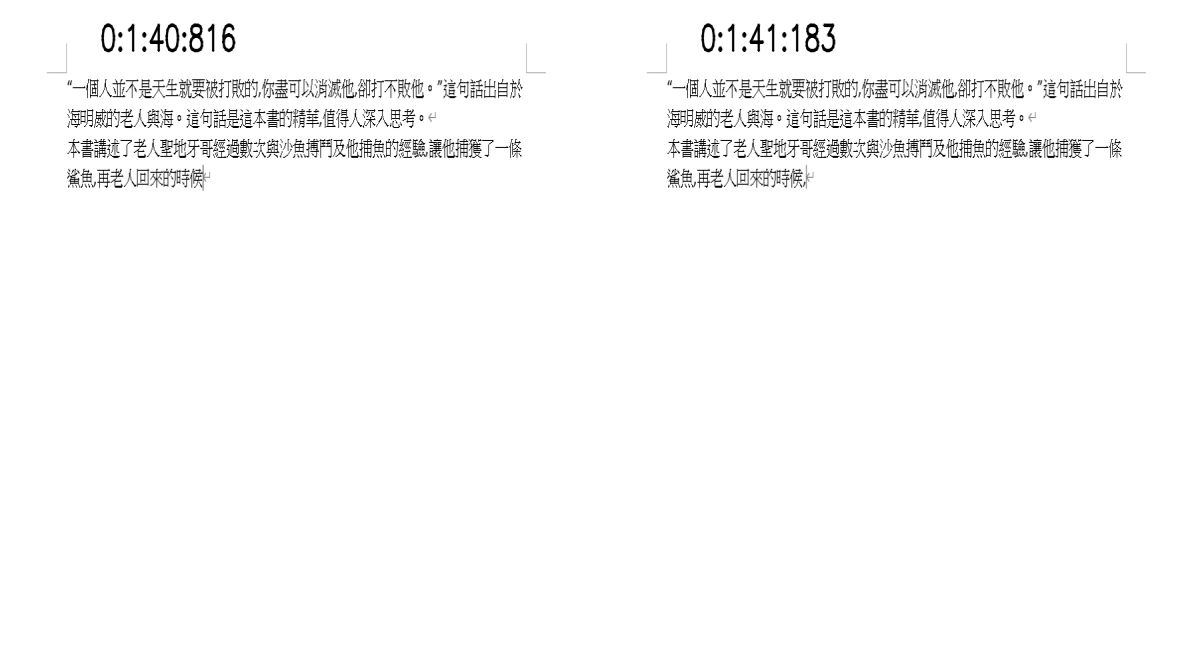 0:1:40:816
“一個人並不是天生就要被打敗的,你盡可以消滅他,卻打不敗他。”這句話出自於
海明威的老人與海。這句話是這本書的精華,值得人深入思考。↵
本書講述了老人聖地牙哥經過數次與沙魚搏鬥及他捕魚的經驗,讓他捕獲了一條
鯊魚,再老人回來的時候↵
0:1:41:183
“一個人並不是天生就要被打敗的,你盡可以消滅他,卻打不敗他。”這句話出自於
海明威的老人與海。這句話是這本書的精華,值得人深入思考。↵
本書講述了老人聖地牙哥經過數次與沙魚搏鬥及他捕魚的經驗,讓他捕獲了一條
鯊魚,再老人回來的時候,↵